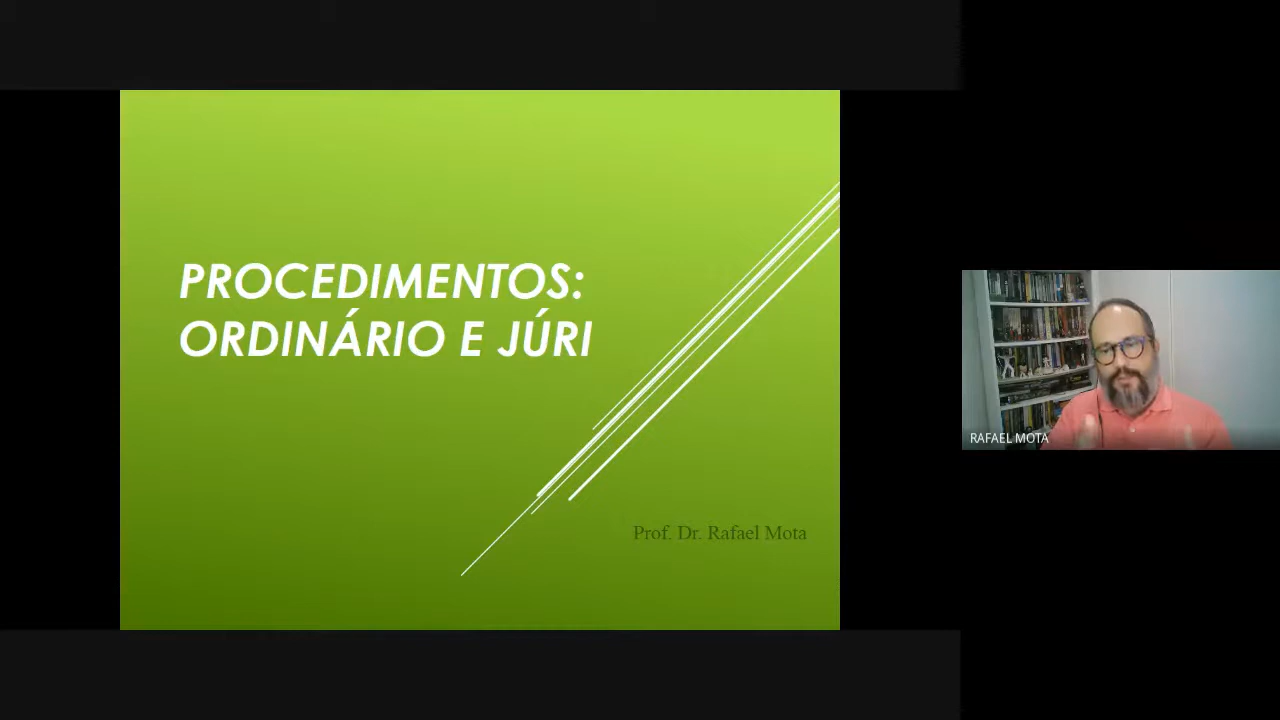 PROCEDIMENTOS:
ORDINÁRIO E JÚRI
Prof. Dr. Rafael Mota
RAFAEL MOTA